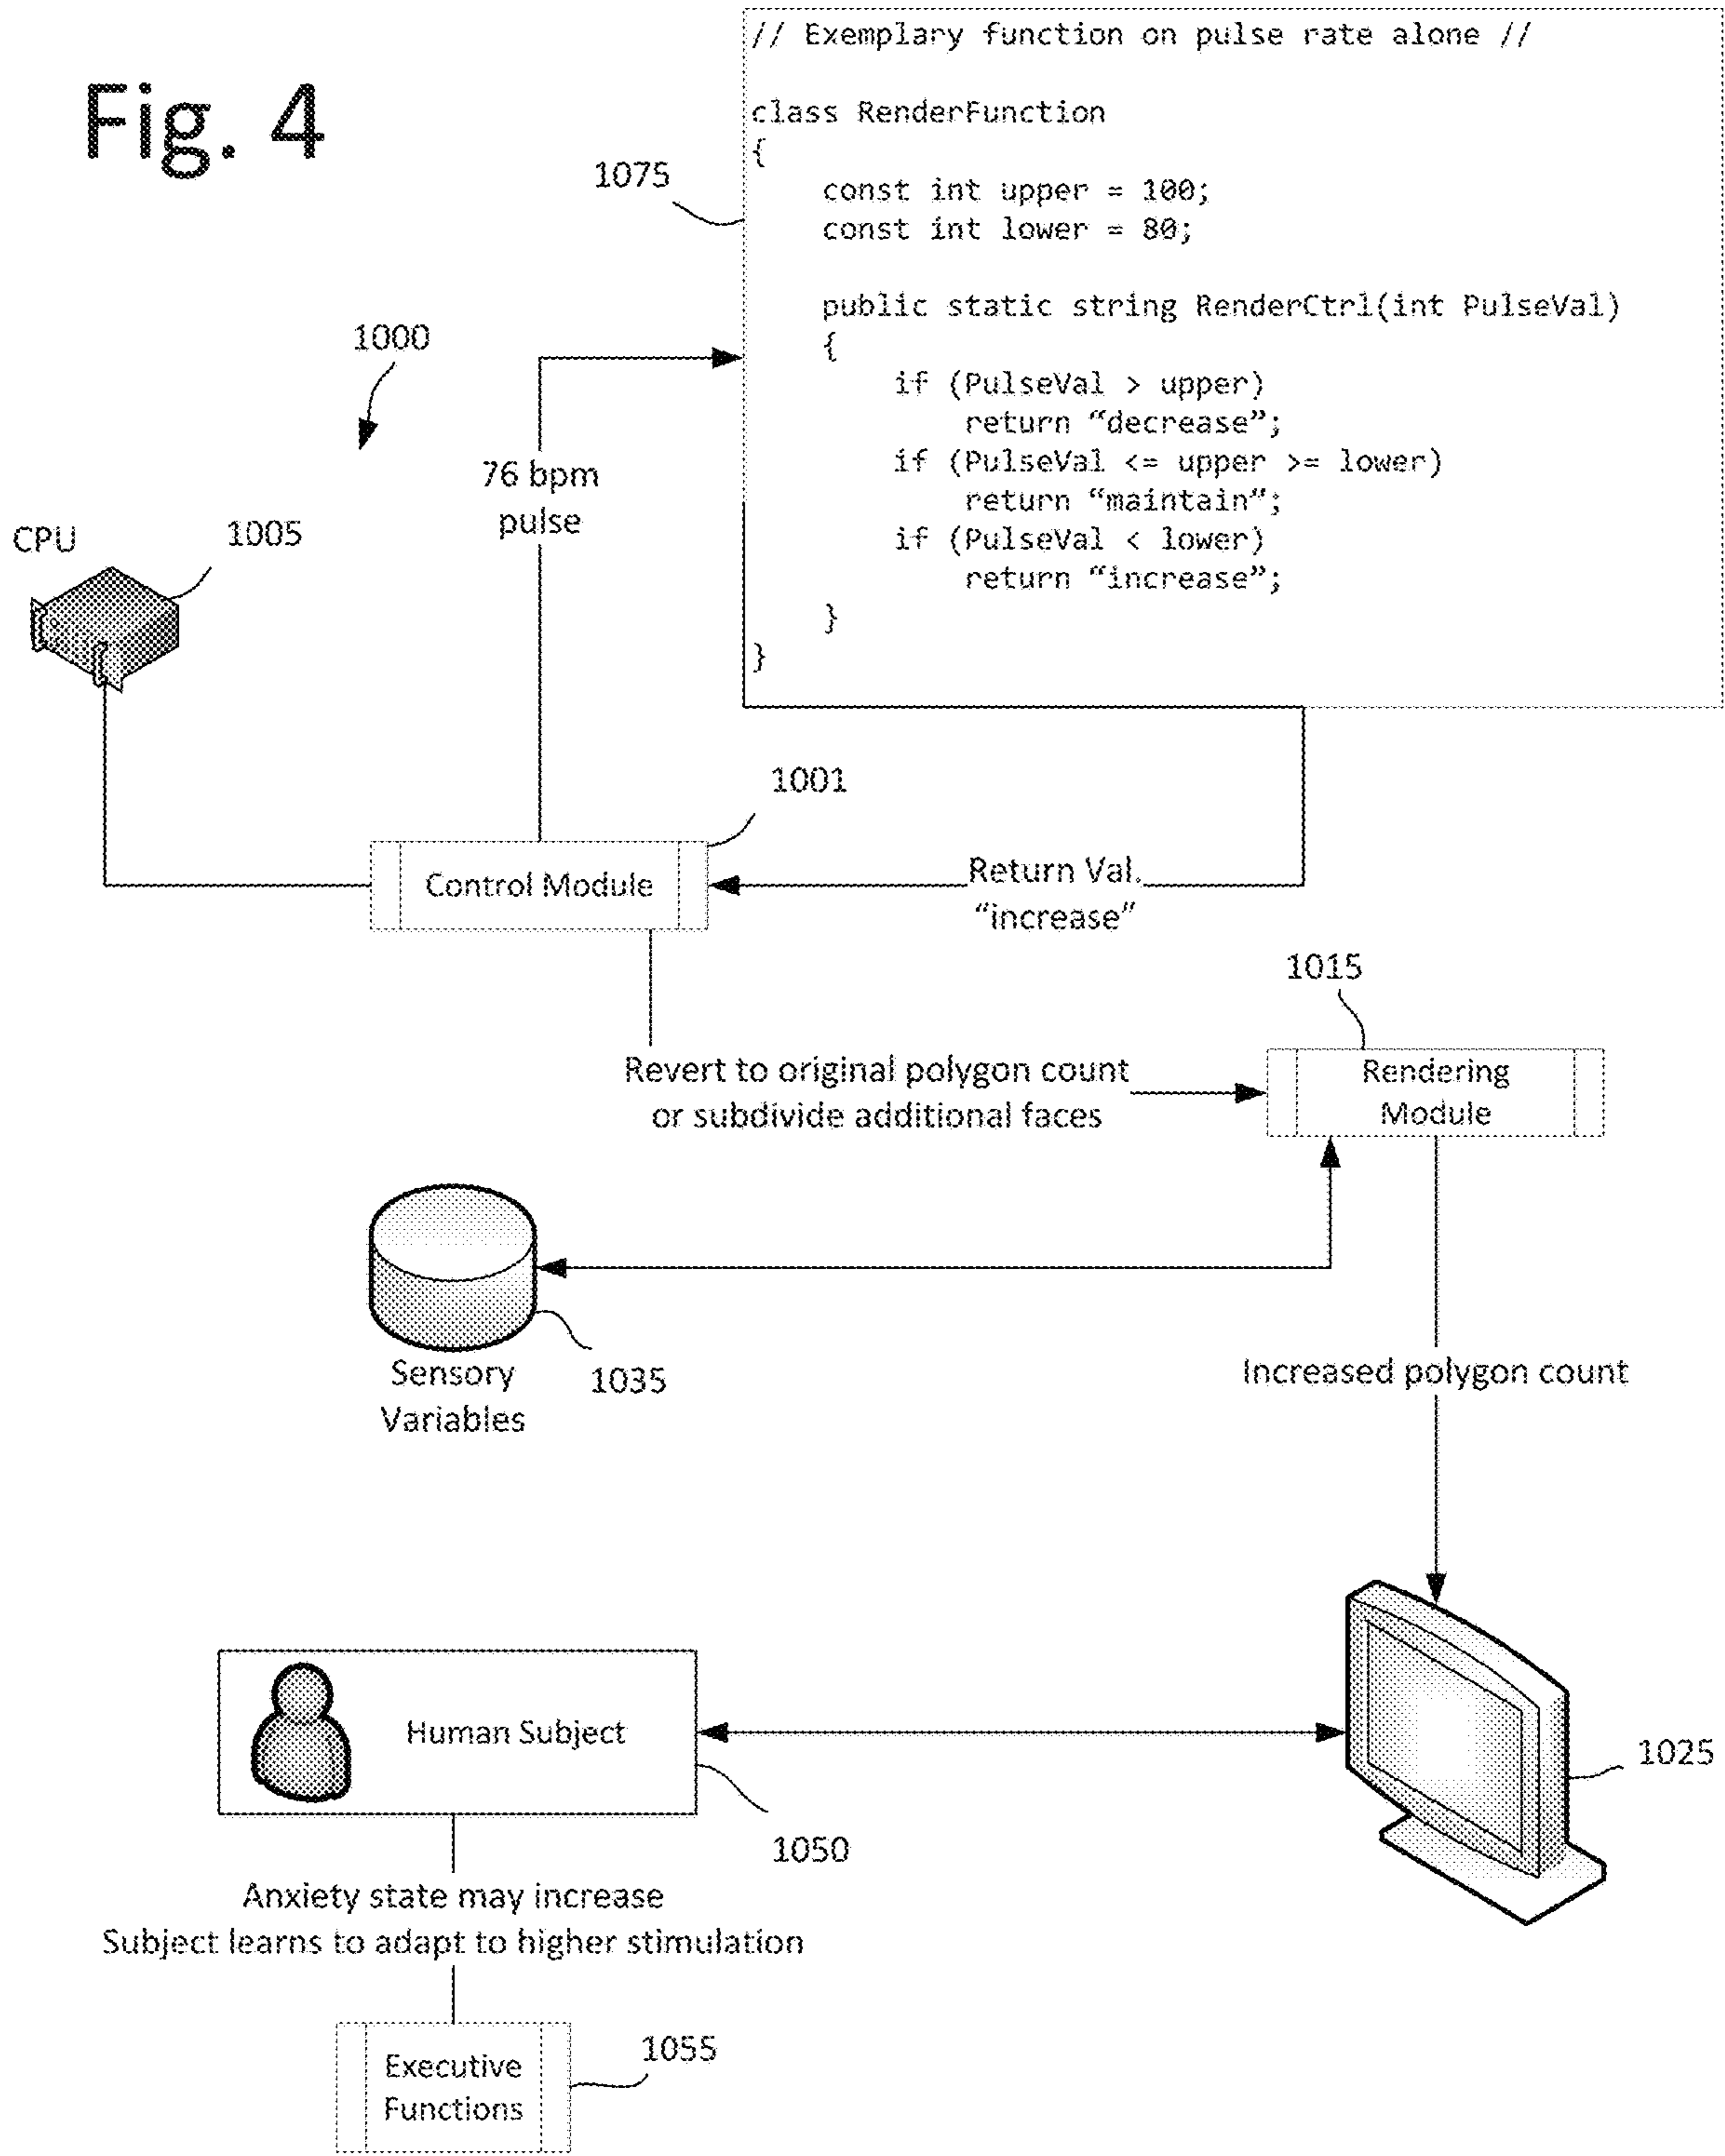 Fig. 4
// Exemplary function on pulse rate alone //
class RenderFunction
{
const int upper = 100;
const int lower = 80;
public static string RenderCtrl(int PulseVal)
{
if (PulseVal > upper)
return “decrease”;
if (PulseVal <= upper >= lower)
return “maintain”;
if (PulseVal < lower)
return “increase”;
}
}
1075
1000
76 bpm
pulse
CPU
1005
1001
Control Module
Return Val.
“increase”
1015
Revert to original polygon count
or subdivide additional faces
Rendering
Module
Sensory
Variables
1035
Increased polygon count
Human Subject
1025
1050
Anxiety state may increase
Subject learns to adapt to higher stimulation
Executive
Functions
1055